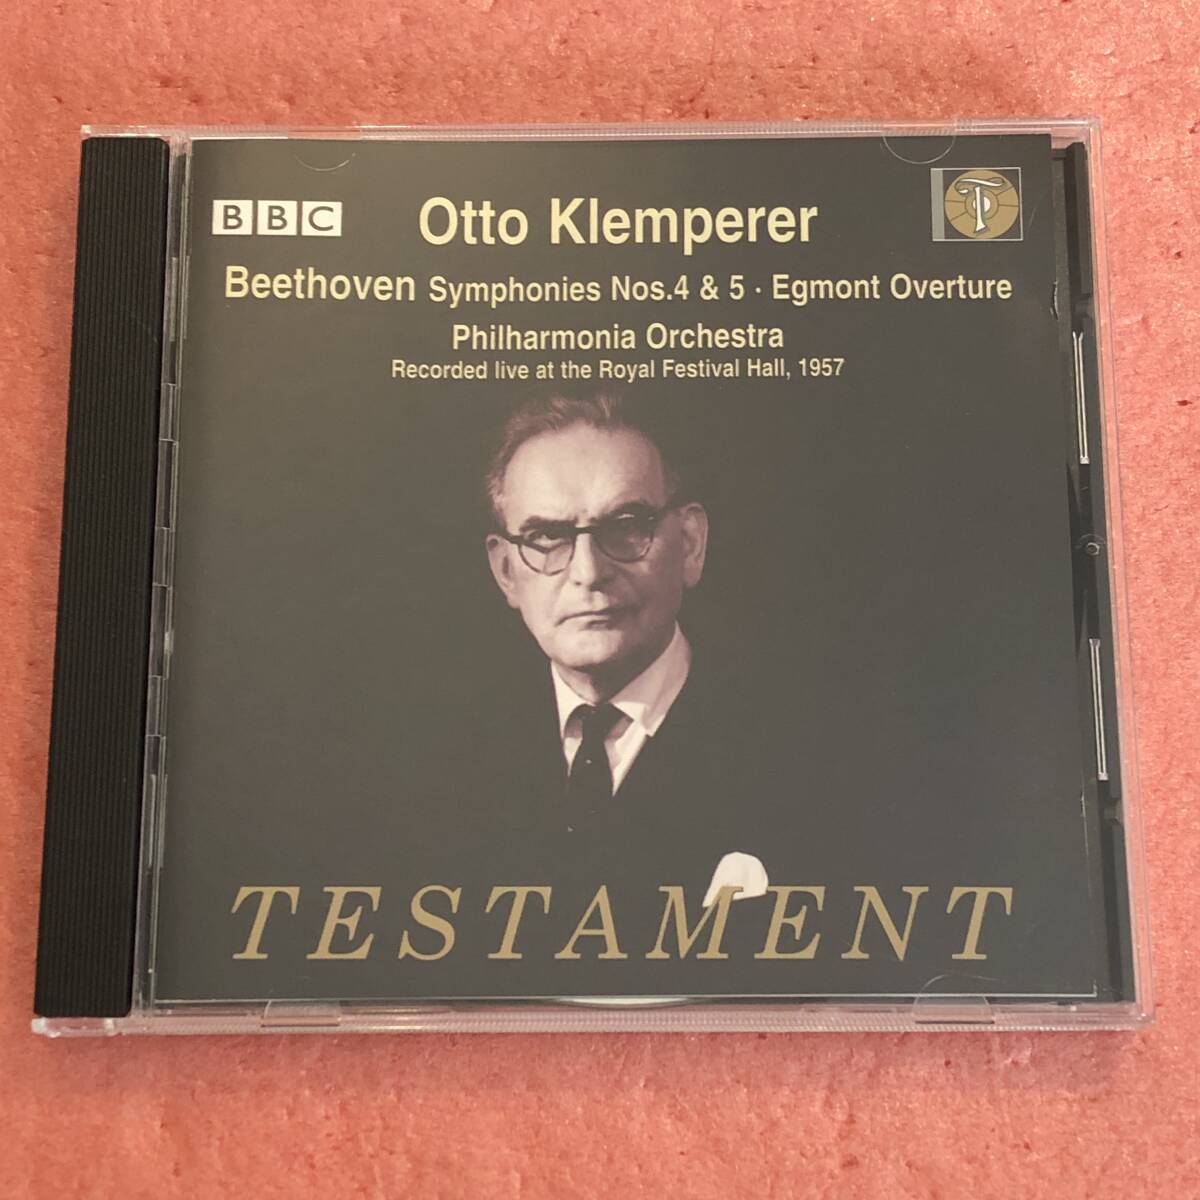 BBC
Otto Klemperer
Beethoven Symphonies Nos.4 & 5 · Egmont Overture
Philharmonia Orchestra
Recorded live at the Royal Festival Hall, 1957
TESTAMENT